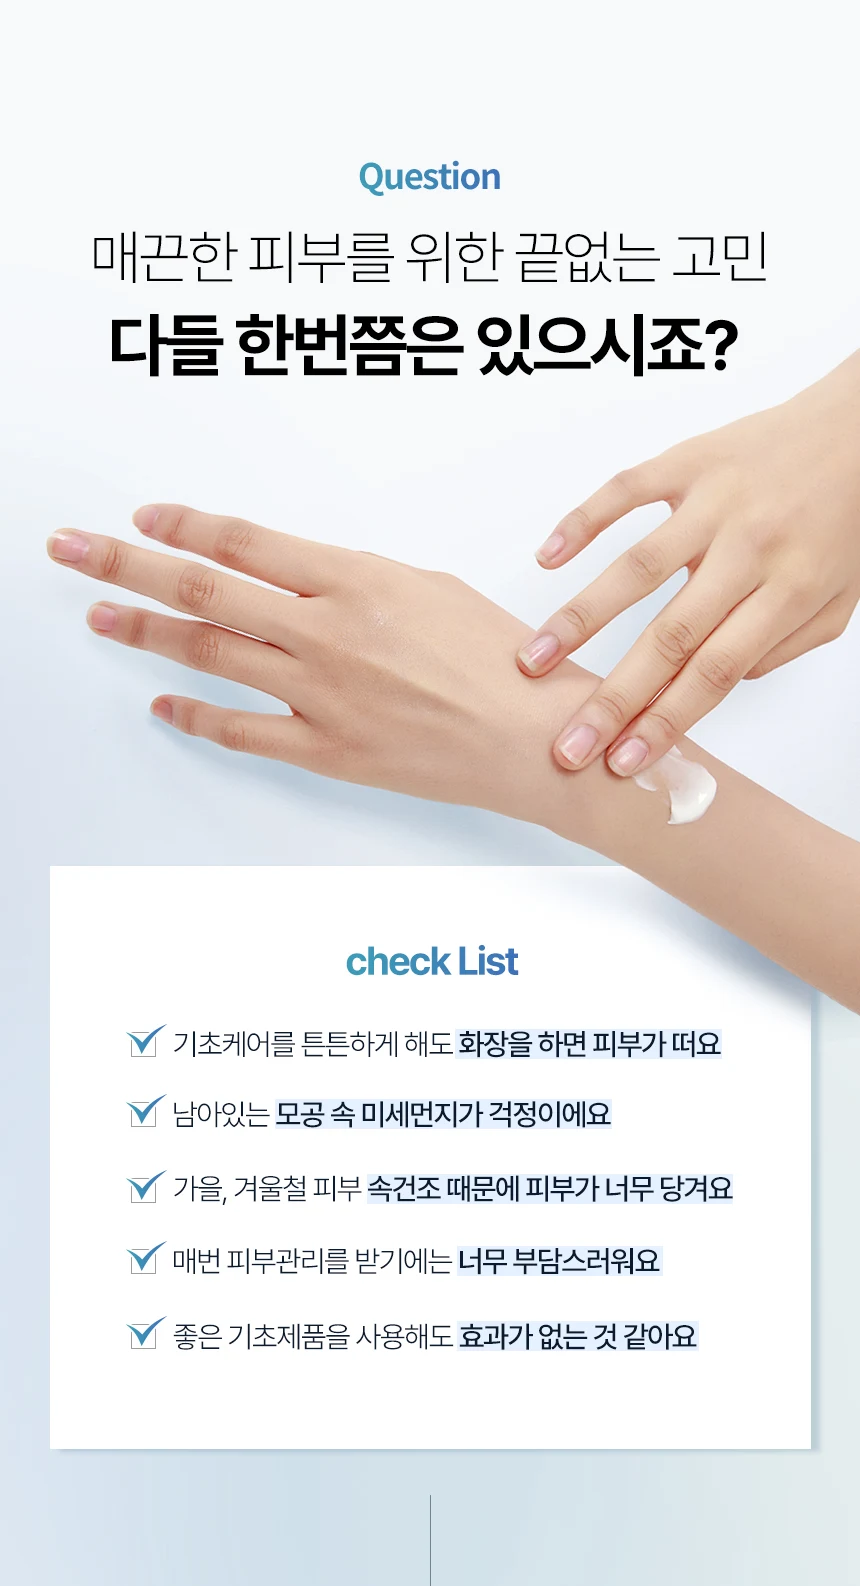 Question
매끈한 피부를 위한 끝없는 고민
다들 한번쯤은 있으시죠?
check List
기초케어를 튼튼하게 해도 화장을 하면 피부가 떠요
남아있는 모공 속 미세먼지가 걱정이에요
가을, 겨울철 피부 속건조 때문에 피부가 너무 당겨요
매번 피부관리를 받기에는 너무 부담스러워요
좋은 기초제품을 사용해도 효과가 없는 것 같아요